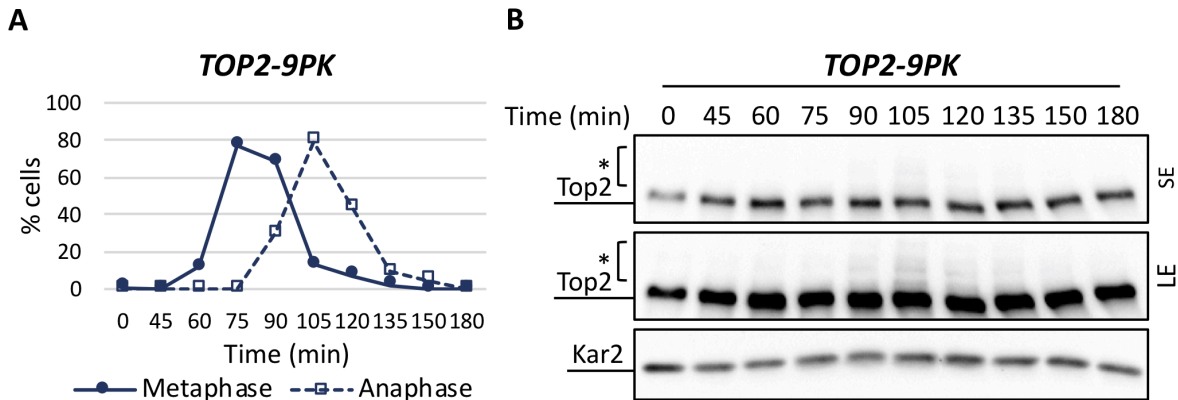 A
TOP2-9PK
100
80
60
40
20
0
% cells
0 45 60 75 90 105 120 135 150 180
Time (min)
Metaphase Anaphase
B
TOP2-9PK
Time (min) 0 45 60 75 90 105 120 135 150 180
*
Top2
SE
*
Top2
LE
Kar2